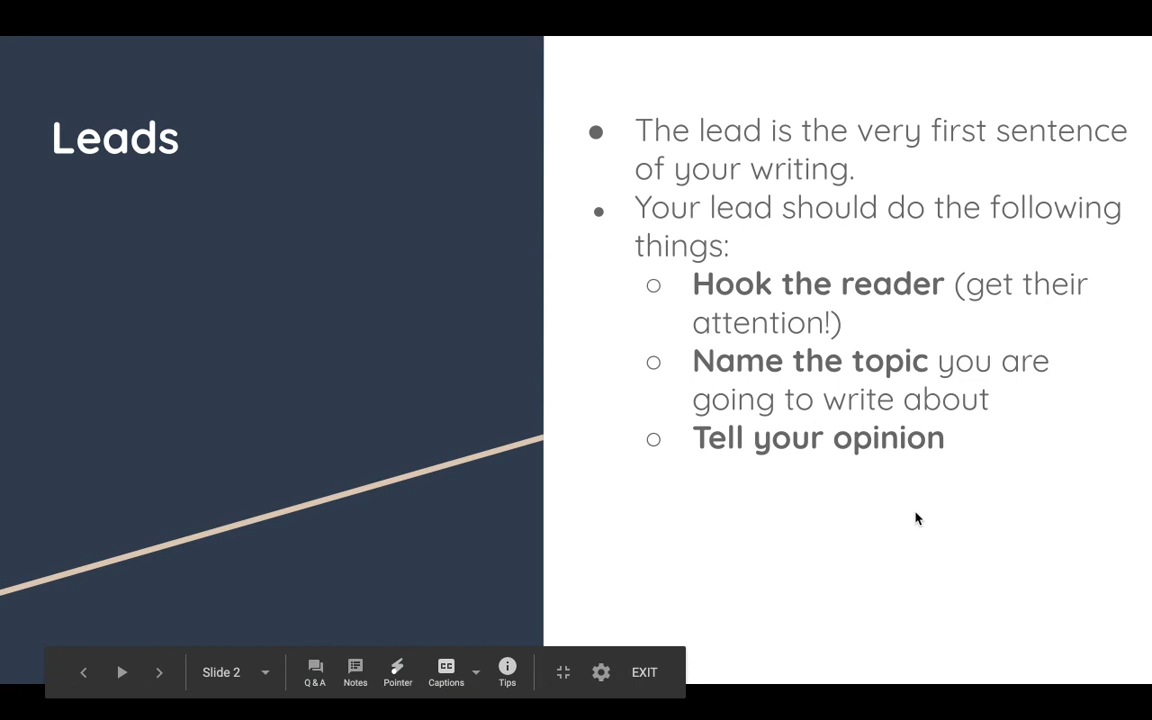 Leads
● The lead is the very first sentence
of your writing.
● Your lead should do the following
things:
○ Hook the reader (get their
attention!)
○ Name the topic you are
going to write about
○ Tell your opinion
Slide 2
Q & A
Notes
Pointer
CC
Captions
Tips
EXIT